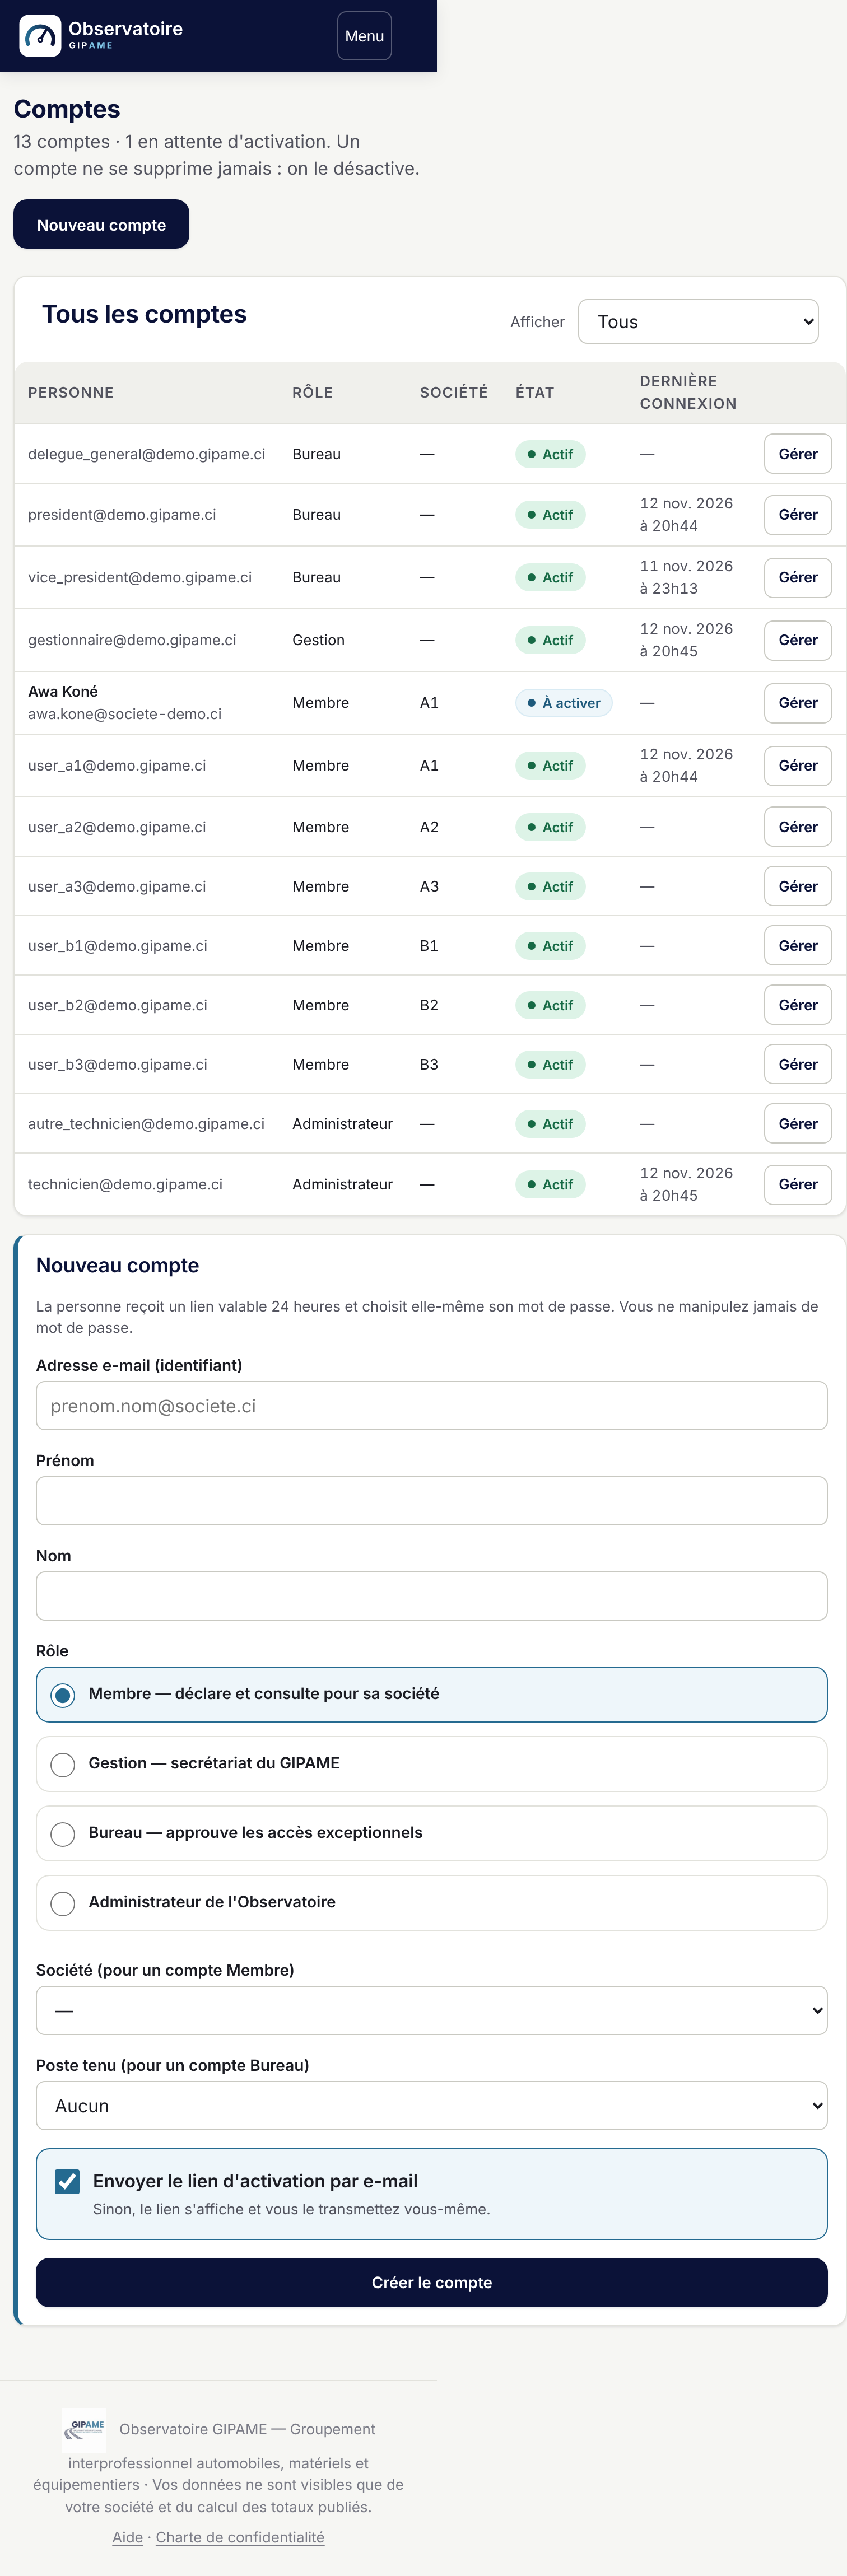 Observatoire
GIPAME
Menu
Comptes
13 comptes · 1 en attente d'activation. Un
compte ne se supprime jamais : on le désactive.
Nouveau compte
Tous les comptes
Afficher
Tous
PERSONNE RÔLE SOCIÉTÉ ÉTAT DERNIÈRE
CONNEXION
delegue_general@demo.gipame.ci Bureau — Actif — Gérer
president@demo.gipame.ci Bureau — Actif 12 nov. 2026
à 20h44 Gérer
vice_president@demo.gipame.ci Bureau — Actif 11 nov. 2026
à 23h13 Gérer
gestionnaire@demo.gipame.ci Gestion — Actif 12 nov. 2026
à 20h45 Gérer
Awa Koné
awa.kone@societe-demo.ci Membre A1 À activer — Gérer
user_a1@demo.gipame.ci Membre A1 Actif 12 nov. 2026
à 20h44 Gérer
user_a2@demo.gipame.ci Membre A2 Actif — Gérer
user_a3@demo.gipame.ci Membre A3 Actif — Gérer
user_b1@demo.gipame.ci Membre B1 Actif — Gérer
user_b2@demo.gipame.ci Membre B2 Actif — Gérer
user_b3@demo.gipame.ci Membre B3 Actif — Gérer
autre_technicien@demo.gipame.ci Administrateur — Actif — Gérer
technicien@demo.gipame.ci Administrateur — Actif 12 nov. 2026
à 20h45 Gérer
Nouveau compte
La personne reçoit un lien valable 24 heures et choisit elle-même son mot de passe. Vous ne manipulez jamais de
mot de passe.
Adresse e-mail (identifiant)
prenom.nom@societe.ci
Prénom
Nom
Rôle
Membre — déclare et consulte pour sa société
Gestion — secrétariat du GIPAME
Bureau — approuve les accès exceptionnels
Administrateur de l'Observatoire
Société (pour un compte Membre)
—
Poste tenu (pour un compte Bureau)
Aucun
Envoyer le lien d'activation par e-mail
Sinon, le lien s'affiche et vous le transmettez vous-même.
Créer le compte
GIPAME
Observatoire GIPAME — Groupement
interprofessionnel automobiles, matériels et
équipementiers · Vos données ne sont visibles que de
votre société et du calcul des totaux publiés.
Aide · Charte de confidentialité